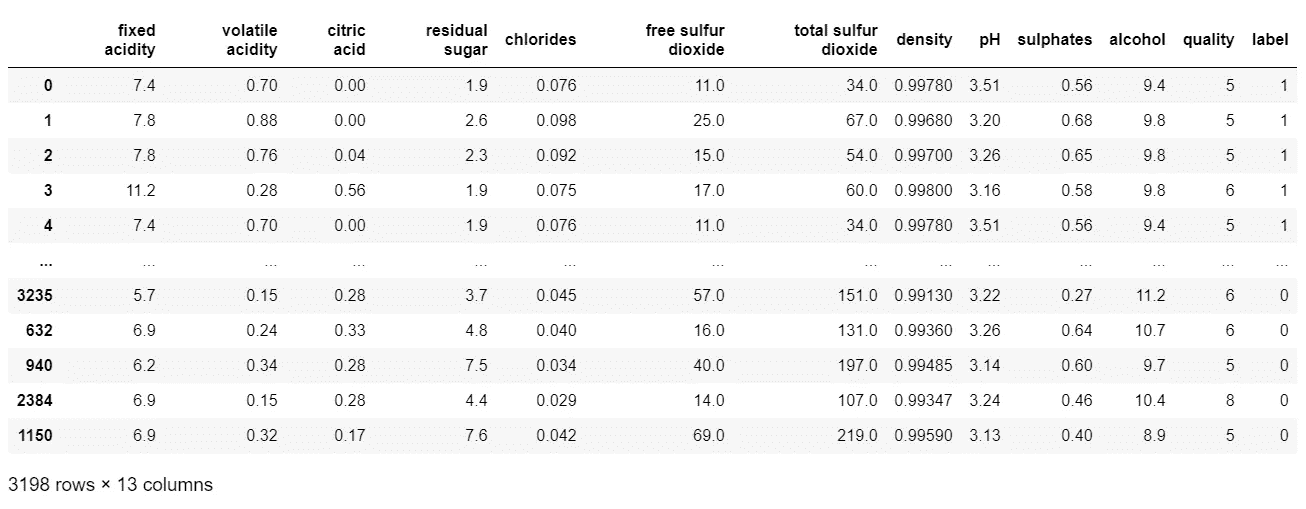 fixed acidity volatile acidity citric acid residual sugar chlorides free sulfur dioxide total sulfur dioxide density pH sulphates alcohol quality label
0 7.4 0.70 0.00 1.9 0.076 11.0 34.0 0.99780 3.51 0.56 9.4 5 1
1 7.8 0.88 0.00 2.6 0.098 25.0 67.0 0.99680 3.20 0.68 9.8 5 1
2 7.8 0.76 0.04 2.3 0.092 15.0 54.0 0.99700 3.26 0.65 9.8 5 1
3 11.2 0.28 0.56 1.9 0.075 17.0 60.0 0.99800 3.16 0.58 9.8 6 1
4 7.4 0.70 0.00 1.9 0.076 11.0 34.0 0.99780 3.51 0.56 9.4 5 1
... ... ... ... ... ... ... ... ... ... ... ... ... ...
3235 5.7 0.15 0.28 3.7 0.045 57.0 151.0 0.99130 3.22 0.27 11.2 6 0
632 6.9 0.24 0.33 4.8 0.040 16.0 131.0 0.99360 3.26 0.64 10.7 6 0
940 6.2 0.34 0.28 7.5 0.034 40.0 197.0 0.99485 3.14 0.60 9.7 5 0
2384 6.9 0.15 0.28 4.4 0.029 14.0 107.0 0.99347 3.24 0.46 10.4 8 0
1150 6.9 0.32 0.17 7.6 0.042 69.0 219.0 0.99590 3.13 0.40 8.9 5 0
3198 rows × 13 columns